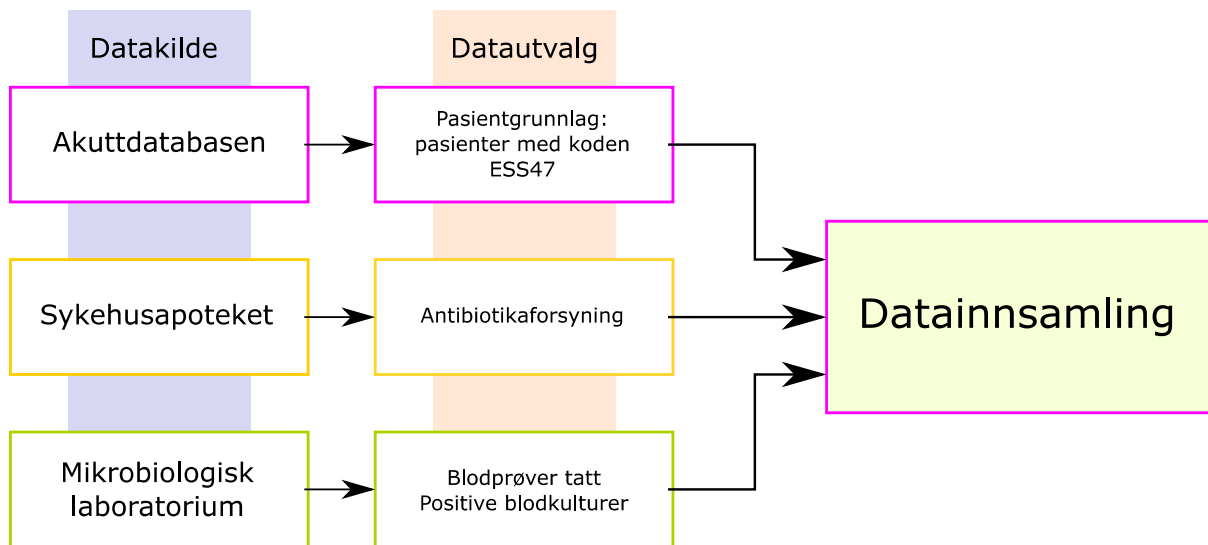 Datakilde
Datautvalg
Akuttdatabasen
Pasientgrunnlag:
pasienter med koden
ESS47
Sykehusapoteket
Antibiotikaforsyning
Datainnsamling
Mikrobiologisk
laboratorium
Blodprøver tatt
Positive blodkulturer